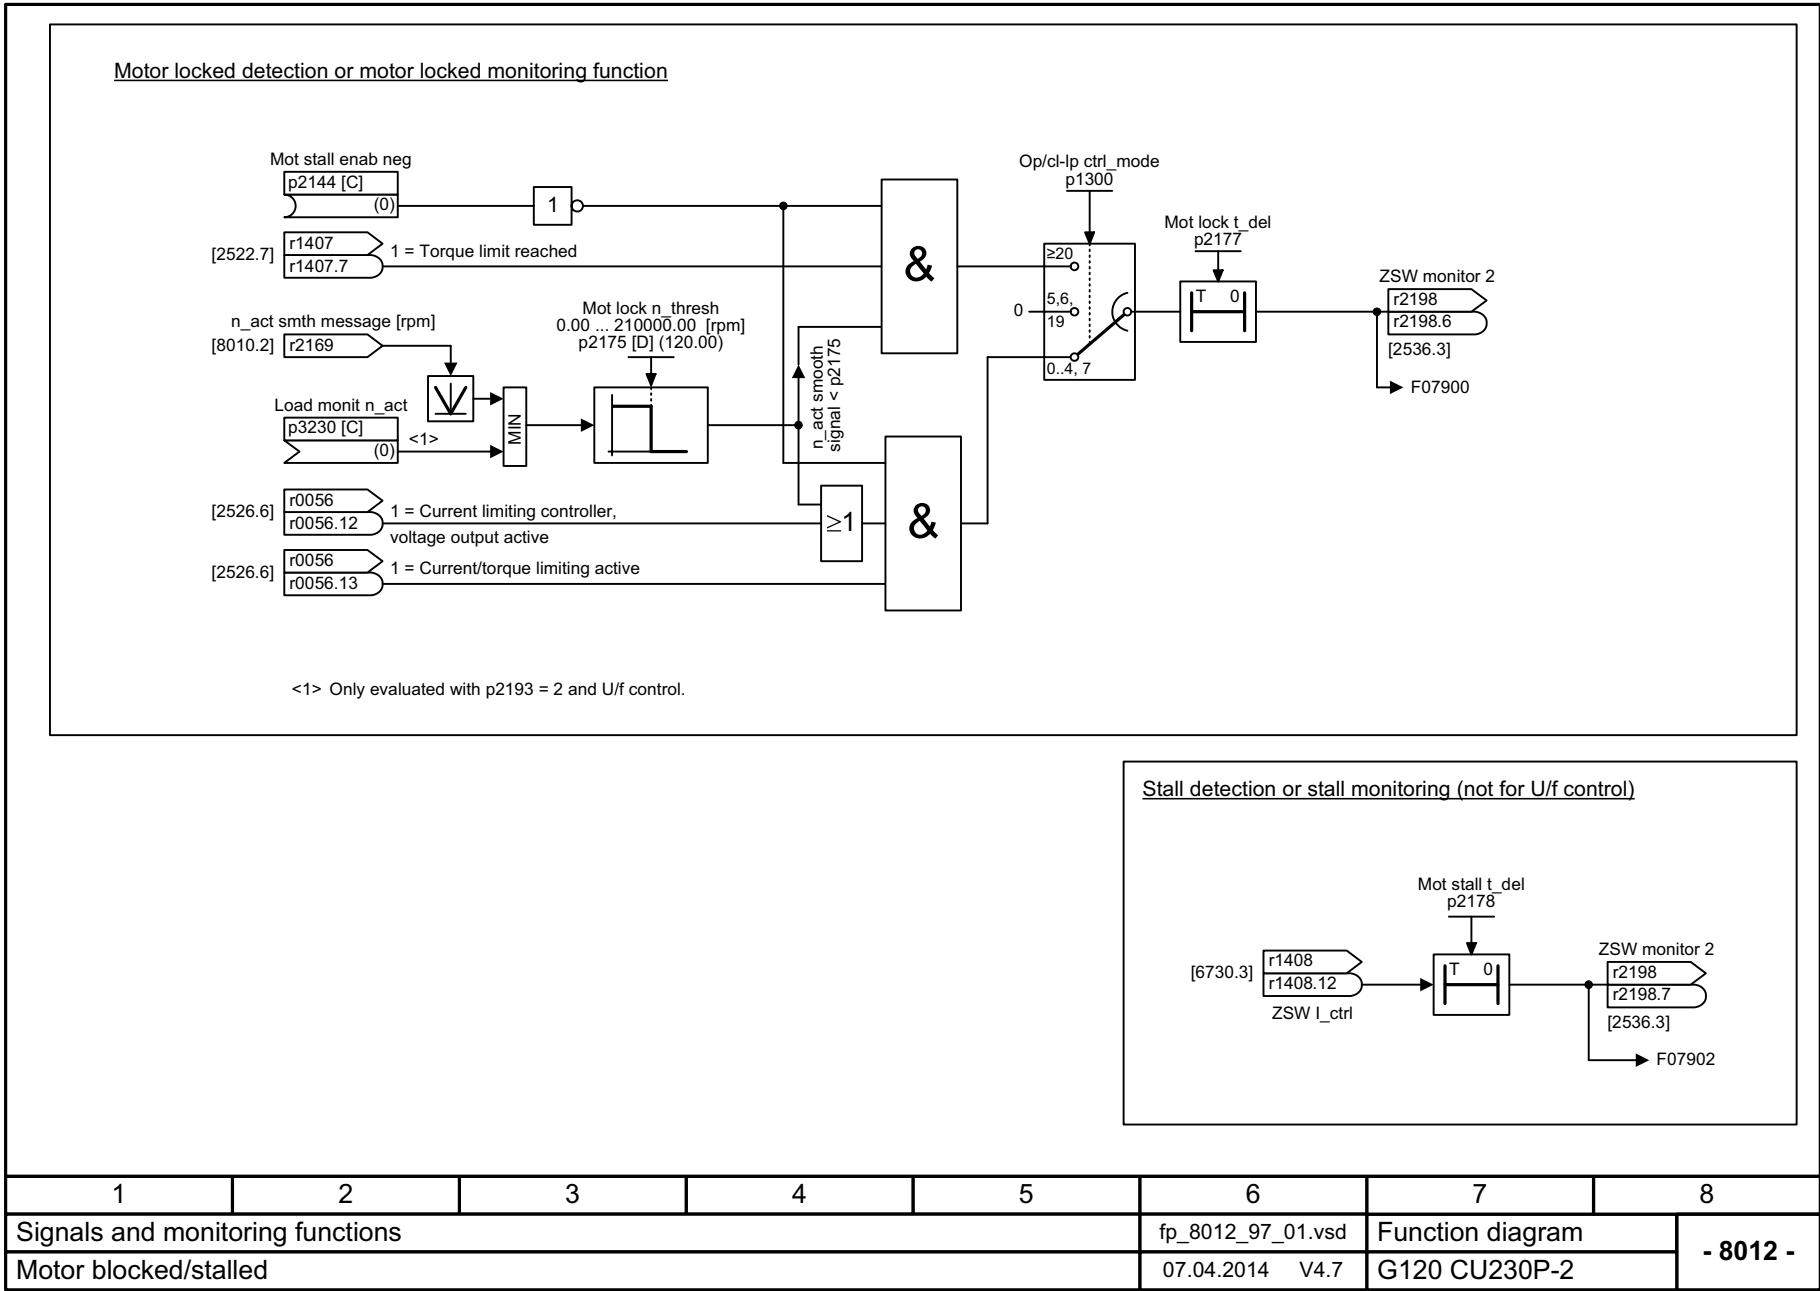 Motor locked detection or motor locked monitoring function
Mot stall enab neg
p2144 [C]
(0)
1
[2522.7]
r1407
r1407.7
1 = Torque limit reached
&
Op/cl-lp ctrl_mode
p1300
≥20
0
5,6,
19
0..4, 7
Mot lock t_del
p2177
T 0
ZSW monitor 2
r2198
r2198.6
[2536.3]
F07900
n_act smth message [rpm]
[8010.2]
r2169
Mot lock n_thresh
0.00 ... 210000.00 [rpm]
p2175 [D] (120.00)
Load monit n_act
p3230 [C]
(0)
<1>
MIN
n_act smooth
signal < p2175
[2526.6]
r0056
r0056.12
1 = Current limiting controller,
voltage output active
≥1
&
[2526.6]
r0056
r0056.13
1 = Current/torque limiting active
<1> Only evaluated with p2193 = 2 and U/f control.
Stall detection or stall monitoring (not for U/f control)
Mot stall t_del
p2178
[6730.3]
r1408
r1408.12
ZSW I_ctrl
T 0
ZSW monitor 2
r2198
r2198.7
[2536.3]
F07902
1 2 3 4 5 6 7 8
Signals and monitoring functions
fp_8012_97_01.vsd
Function diagram
- 8012 -
Motor blocked/stalled
07.04.2014 V4.7
G120 CU230P-2